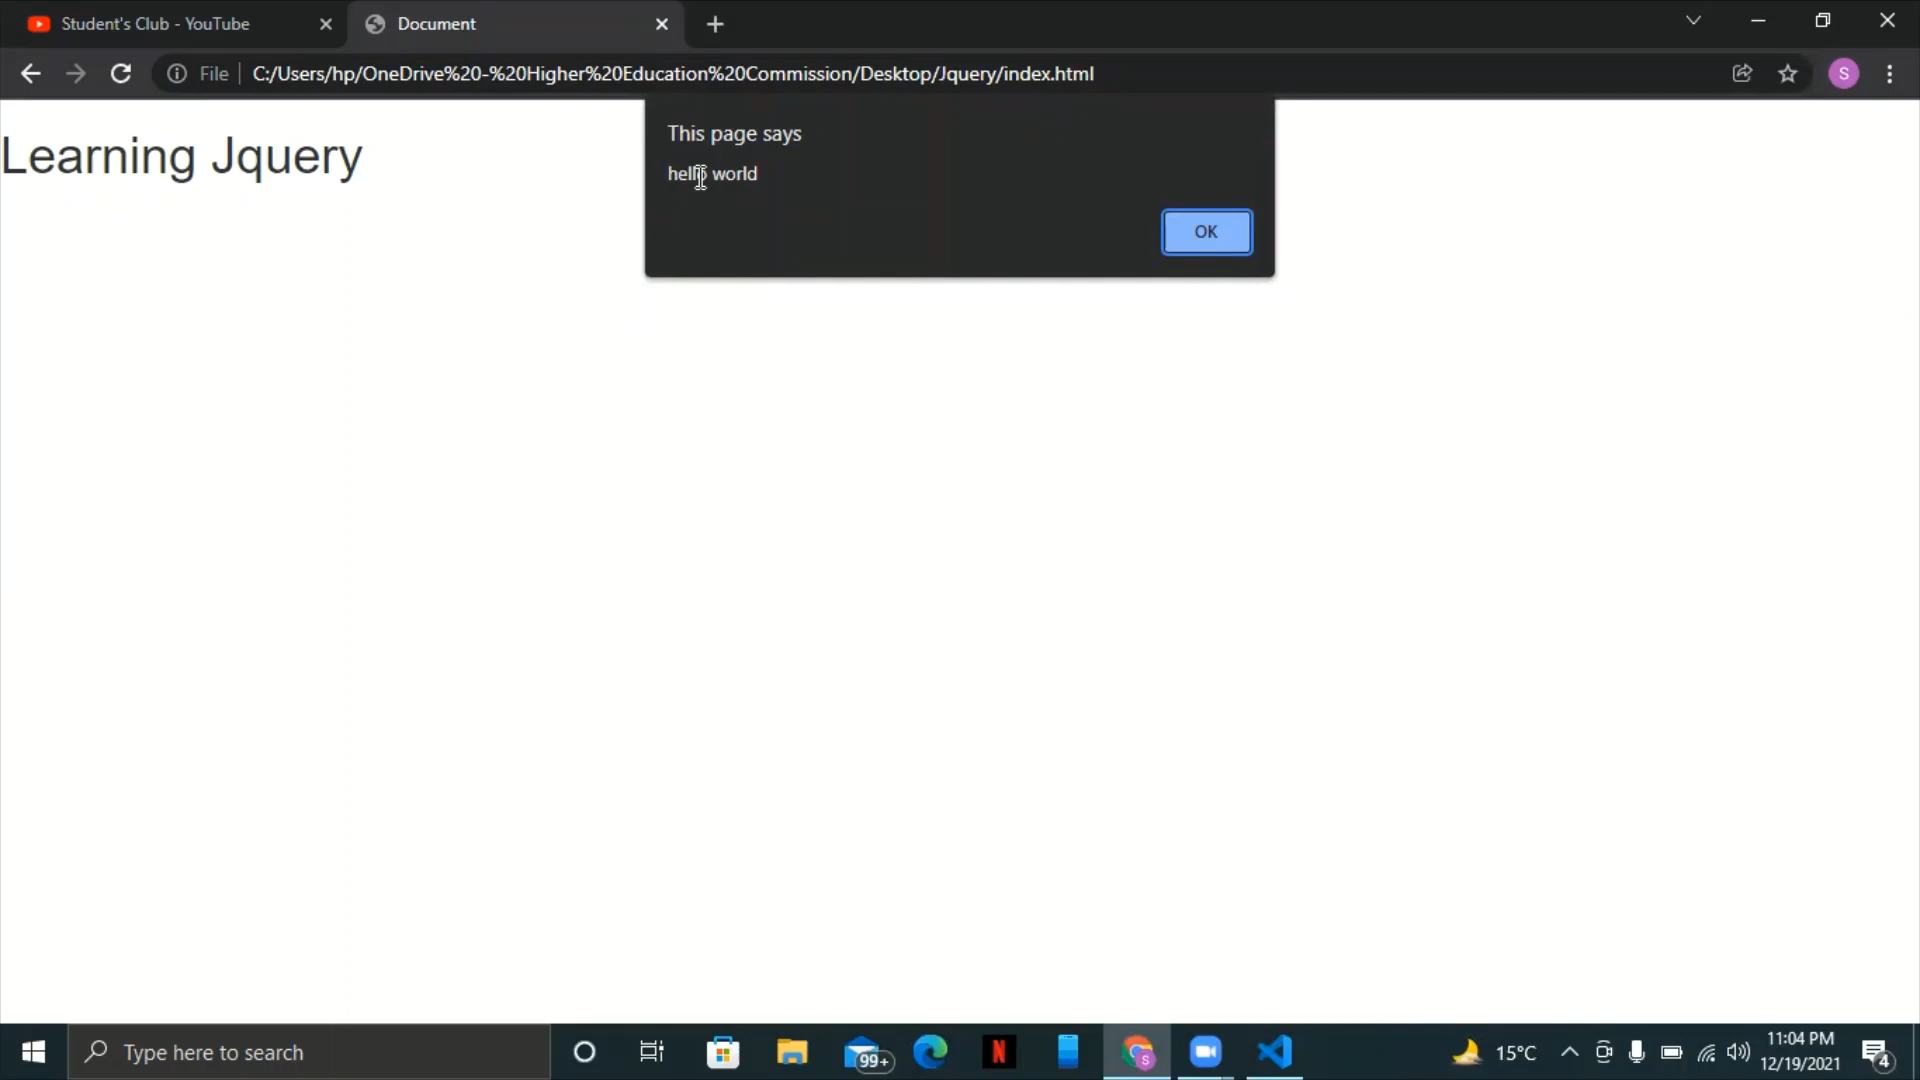 Student's Club - YouTube
Document
File
C:/Users/hp/OneDrive%20-%20Higher%20Education%20Commission/Desktop/Jquery/index.html
S
This page says
hello world
OK
Learning Jquery
Type here to search
99+
N
S
15°C
11:04 PM
12/19/2021
4